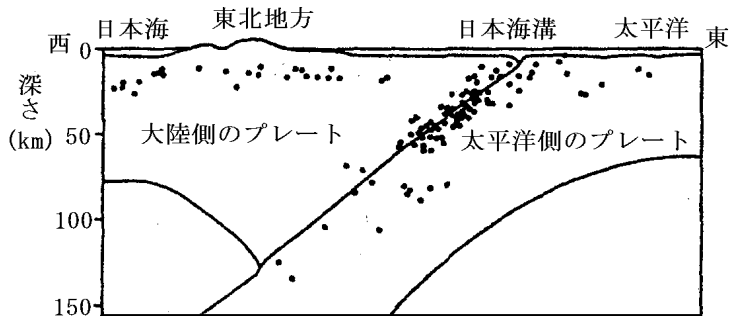 東北地方
西 日本海 日本海溝 太平洋 東
0
深さ
(km)
大陸側のプレート 太平洋側のプレート
50
100
150